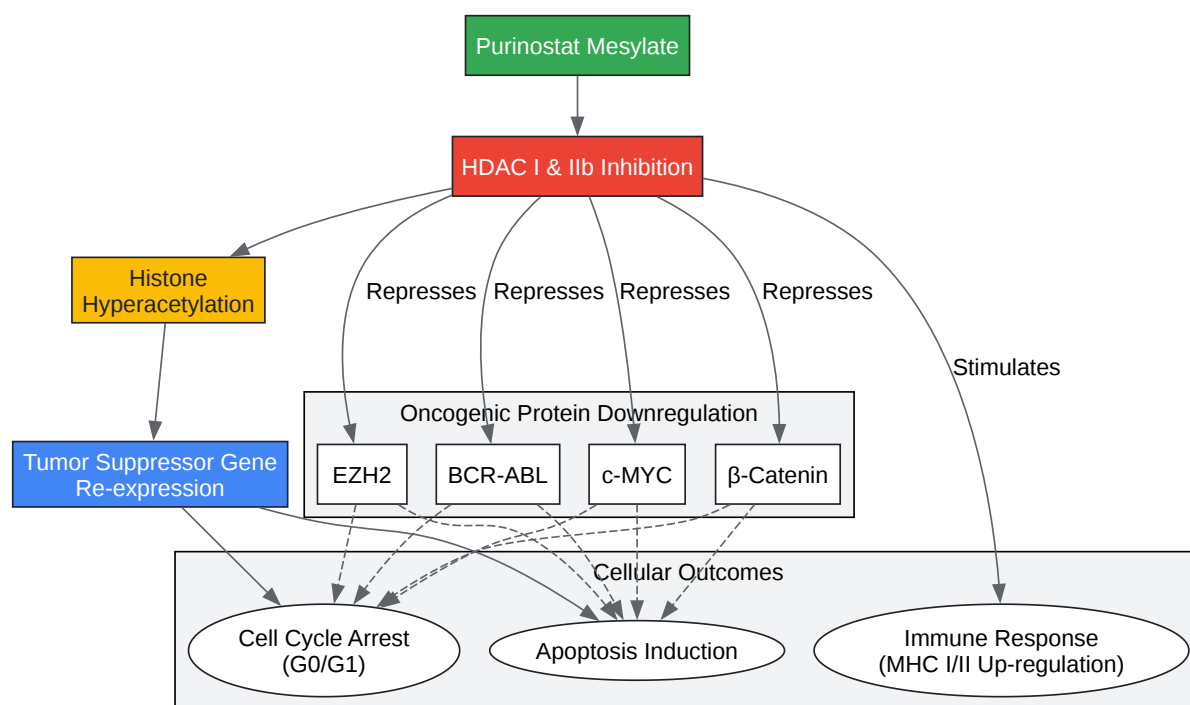 Purinostat Mesylate
HDAC I & IIb Inhibition
Histone
Hyperacetylation
Represses
Represses
Represses
Represses
Stimulates
Oncogenic Protein Downregulation
Tumor Suppressor Gene
Re-expression
EZH2
BCR-ABL
c-MYC
β-Catenin
Cellular Outcomes
Cell Cycle Arrest
(G0/G1)
Apoptosis Induction
Immune Response
(MHC I/II Up-regulation)